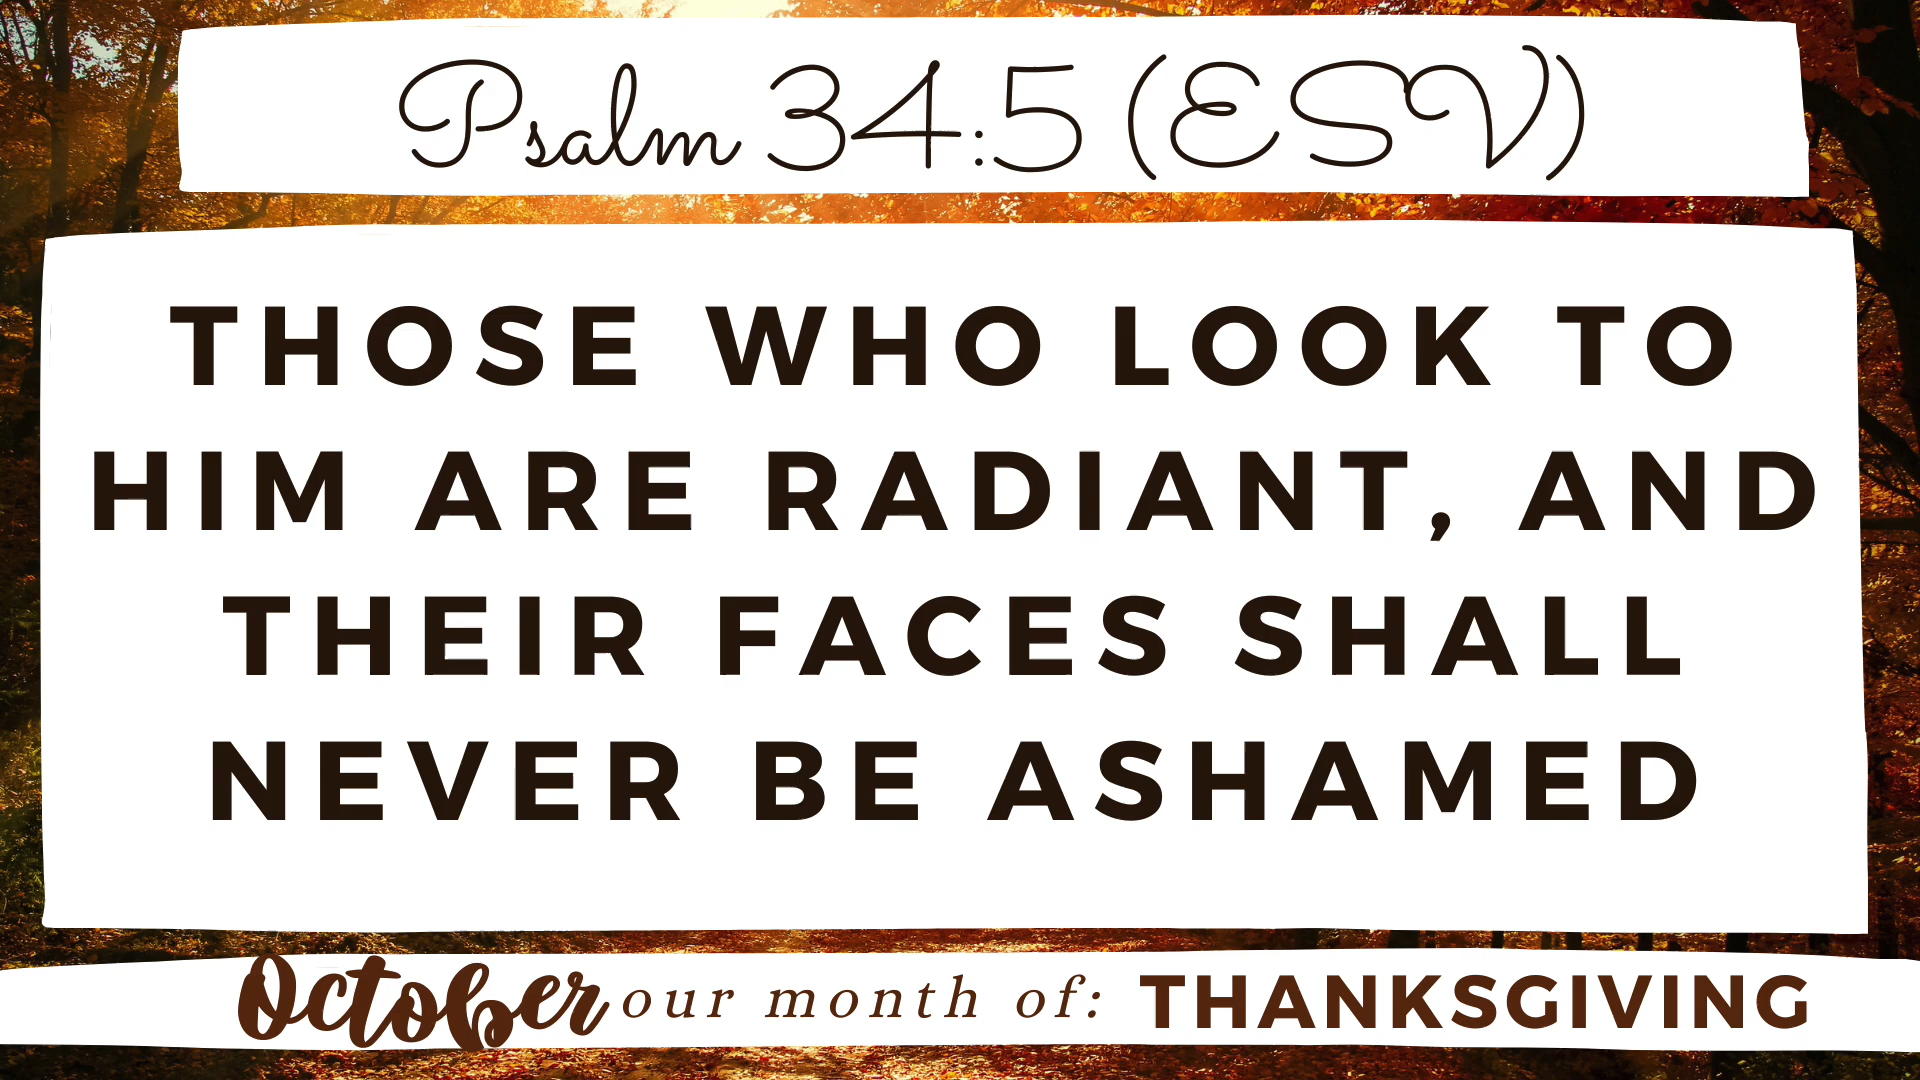 Psalm 34:5 (ESV)
THOSE WHO LOOK TO
HIM ARE RADIANT, AND
THEIR FACES SHALL
NEVER BE ASHAMED
October our month of: THANKSGIVING